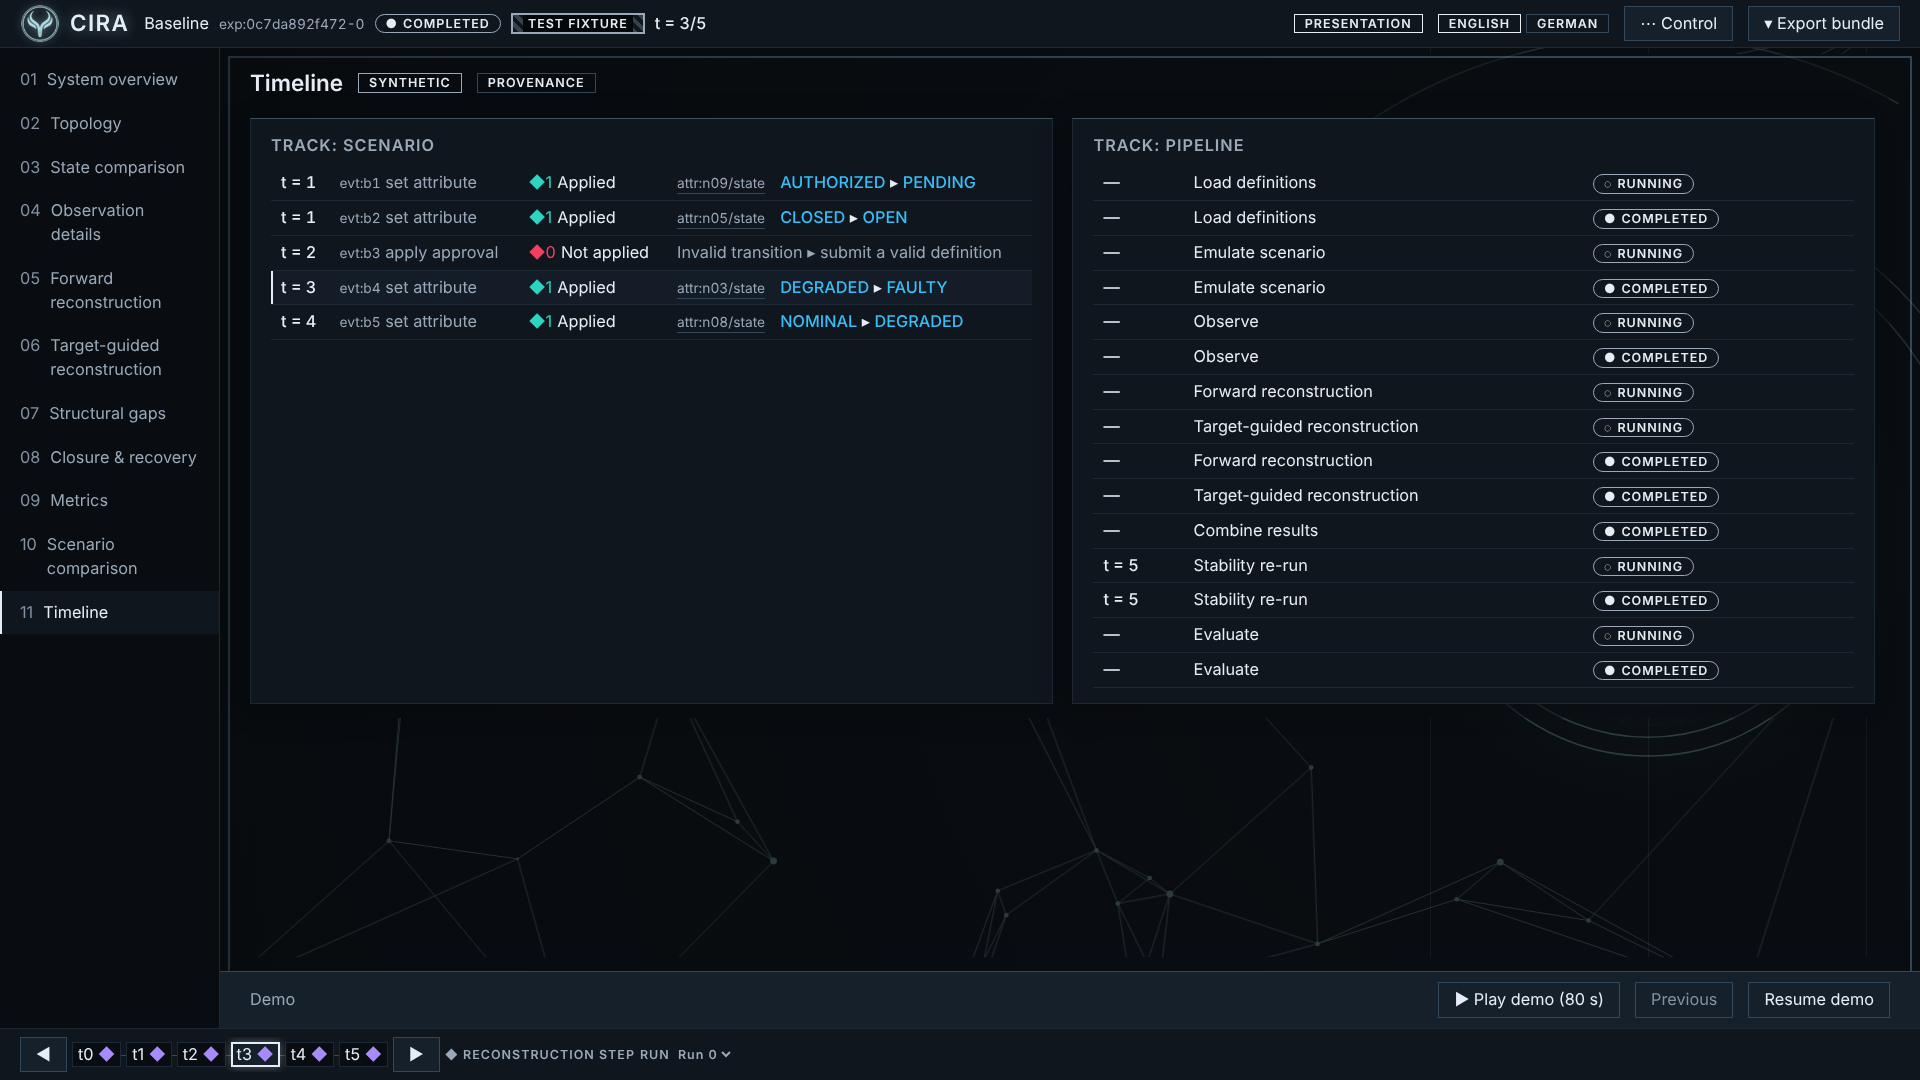 CIRA Baseline exp:0c7da892f472-0 COMPLETED TEST FIXTURE t = 3/5 PRESENTATION ENGLISH GERMAN ··· Control ▾ Export bundle
01 System overview
02 Topology
03 State comparison
04 Observation
details
05 Forward
reconstruction
06 Target-guided
reconstruction
07 Structural gaps
08 Closure & recovery
09 Metrics
10 Scenario
comparison
11 Timeline
Timeline SYNTHETIC PROVENANCE
TRACK: SCENARIO
t = 1 evt:b1 set attribute ◆1 Applied attr:n09/state AUTHORIZED ▸ PENDING
t = 1 evt:b2 set attribute ◆1 Applied attr:n05/state CLOSED ▸ OPEN
t = 2 evt:b3 apply approval ◆0 Not applied Invalid transition ▸ submit a valid definition
t = 3 evt:b4 set attribute ◆1 Applied attr:n03/state DEGRADED ▸ FAULTY
t = 4 evt:b5 set attribute ◆1 Applied attr:n08/state NOMINAL ▸ DEGRADED
TRACK: PIPELINE
— Load definitions ○ RUNNING
— Load definitions ● COMPLETED
— Emulate scenario ○ RUNNING
— Emulate scenario ● COMPLETED
— Observe ○ RUNNING
— Observe ● COMPLETED
— Forward reconstruction ○ RUNNING
— Target-guided reconstruction ○ RUNNING
— Forward reconstruction ● COMPLETED
— Target-guided reconstruction ● COMPLETED
— Combine results ● COMPLETED
t = 5 Stability re-run ○ RUNNING
t = 5 Stability re-run ● COMPLETED
— Evaluate ○ RUNNING
— Evaluate ● COMPLETED
Demo ▶ Play demo (80 s) Previous Resume demo
◀ t0 ◆ t1 ◆ t2 ◆ t3 ◆ t4 ◆ t5 ◆ ▶ ◆ RECONSTRUCTION STEP RUN Run 0